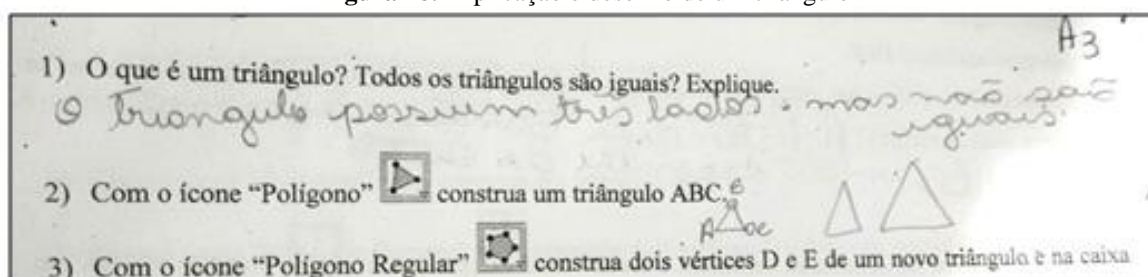 A3
1) O que é um triângulo? Todos os triângulos são iguais? Explique.
O triangulo possuem três lados. mas não são
iguais.
2) Com o ícone “Polígono” construa um triângulo ABC.
B
A C
3) Com o ícone “Polígono Regular” construa dois vértices D e E de um novo triângulo e na caixa